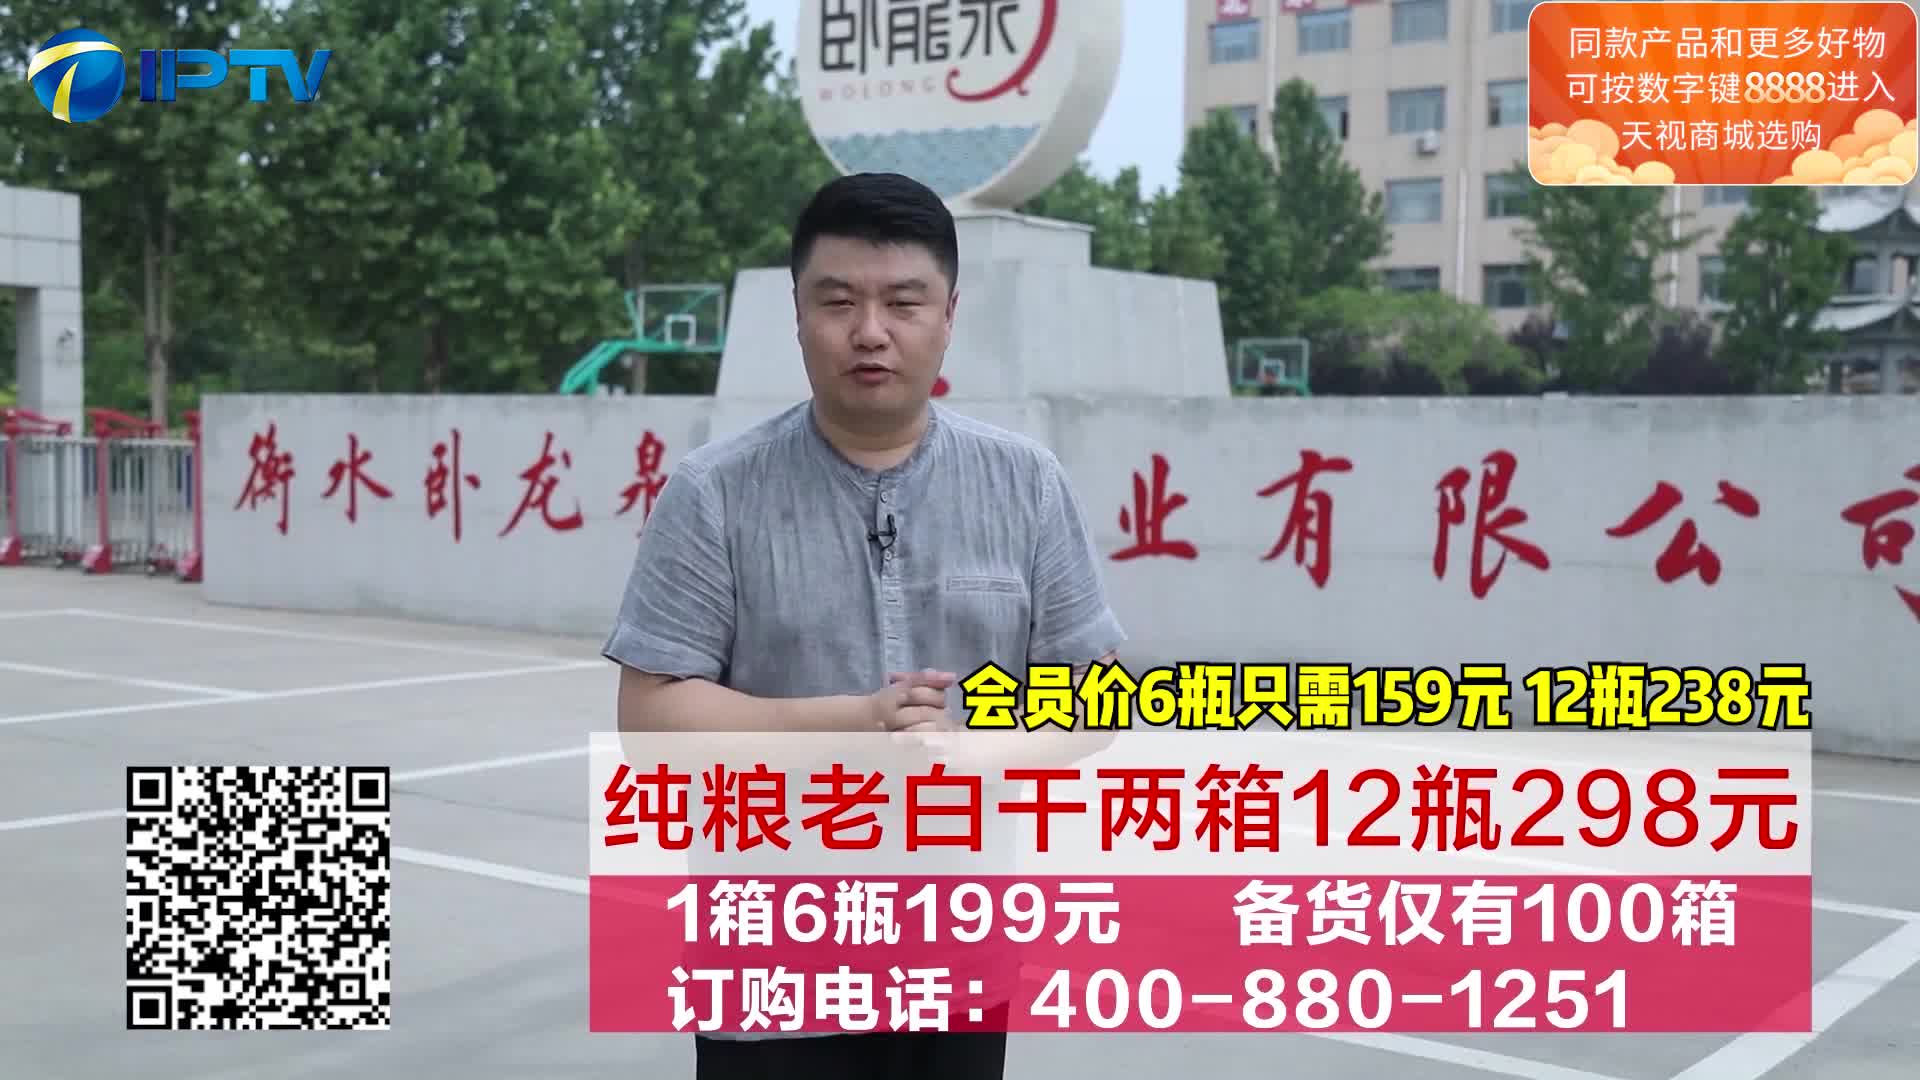 IPTV
卧龍泉
WOLONG
同款产品和更多好物
可按数字键8888进入
天视商城选购
衡水卧龙泉
业有限公司
会员价6瓶只需159元 12瓶238元
纯粮老白干两箱12瓶298元
1箱6瓶199元 备货仅有100箱
订购电话：400-880-1251